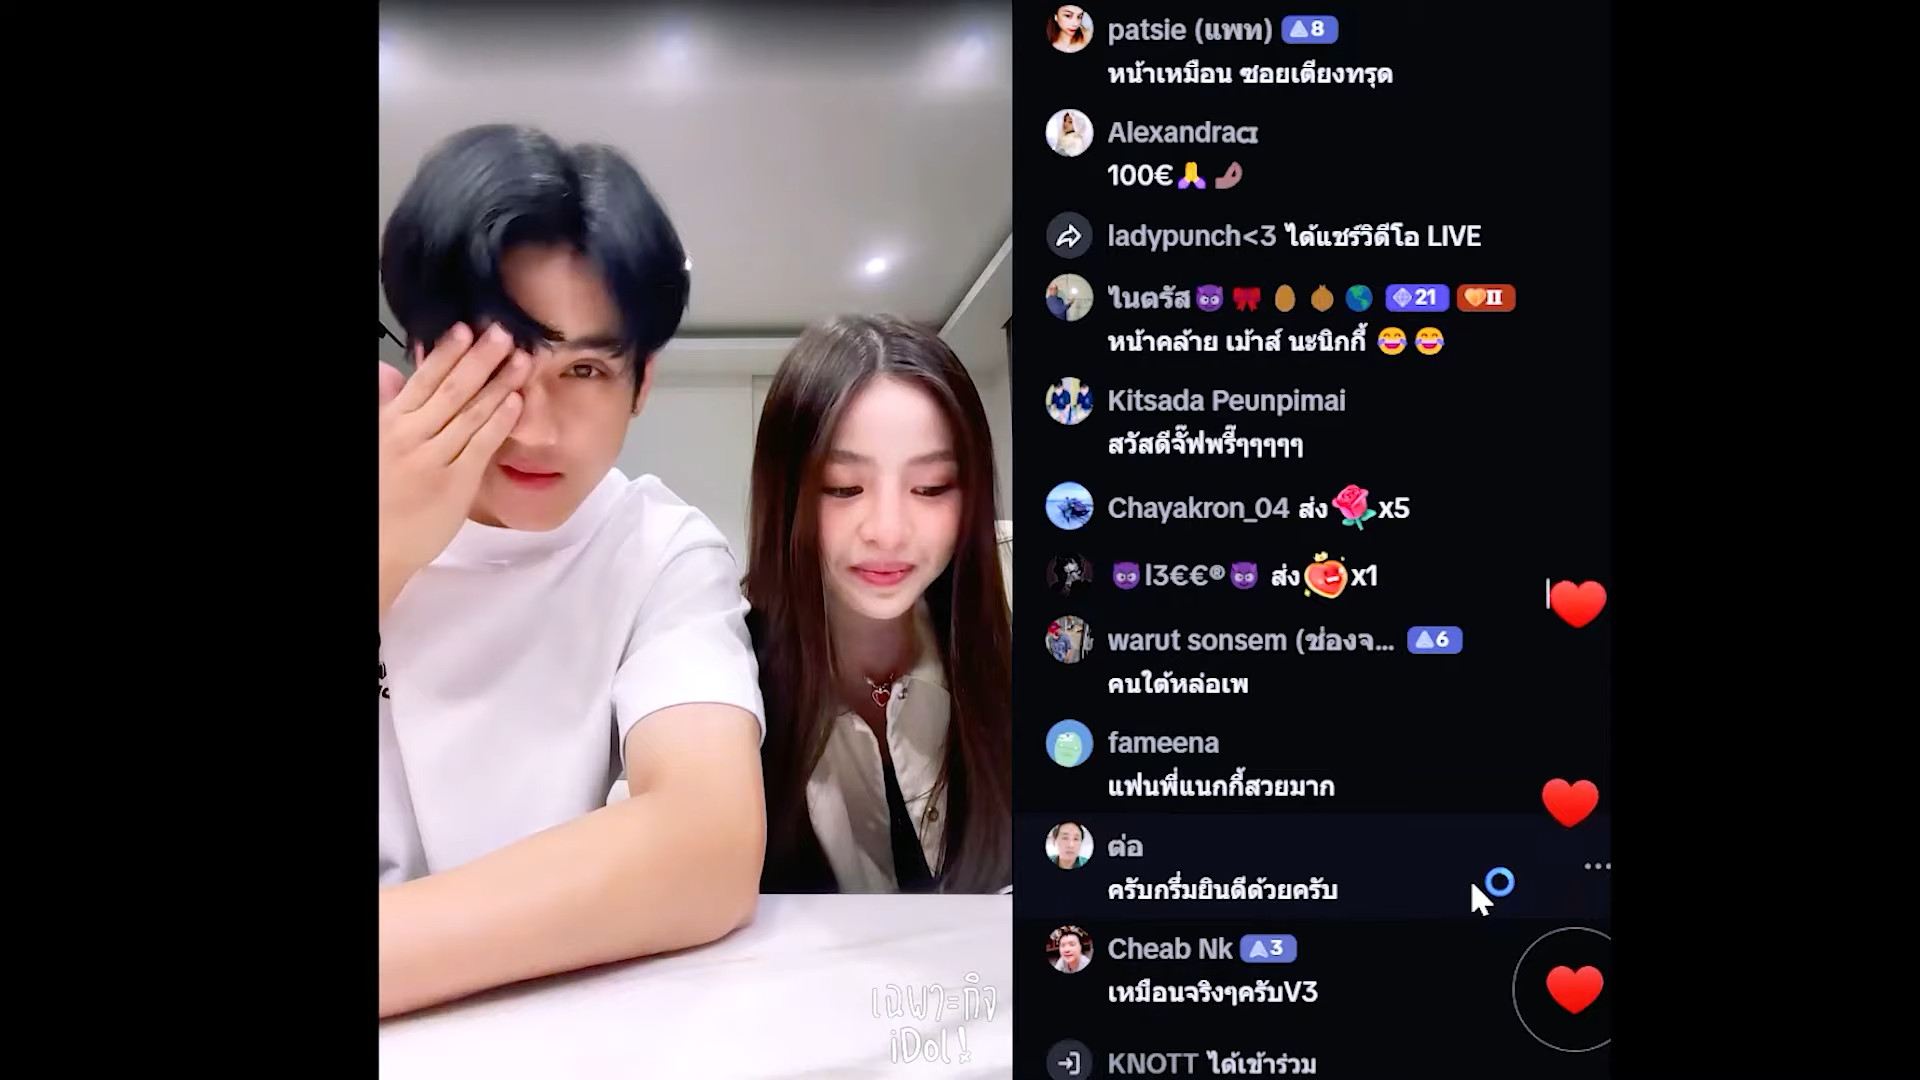 patsie (แพท) 8
หน้าเหมือน ซอยเตียงทรุด
Alexandraɑɪ
100€🙏🤌🏽
ladypunch<3 ได้แชร์วิดีโอ LIVE
ไนตรัส😈🎀🥚🧅🌎 21 II
หน้าคล้าย เม้าส์ นะนิกกี้ 😂😂
Kitsada Peunpimai
สวัสดีจั๊ฟพรี๊ๆๆๆๆๆ
Chayakron_04 ส่ง x5
😈l3€€®😈 ส่ง x1
warut sonsem (ช่องจ... 6
คนใต้หล่อเพ
fameena
แฟนพี่แนกกี้สวยมาก
ต่อ
ครับกรี่มยินดีด้วยครับ
Cheab Nk 3
เหมือนจริงๆครับV3
KNOTT ได้เข้าร่วม
เฉพาะกิจ
iDol!